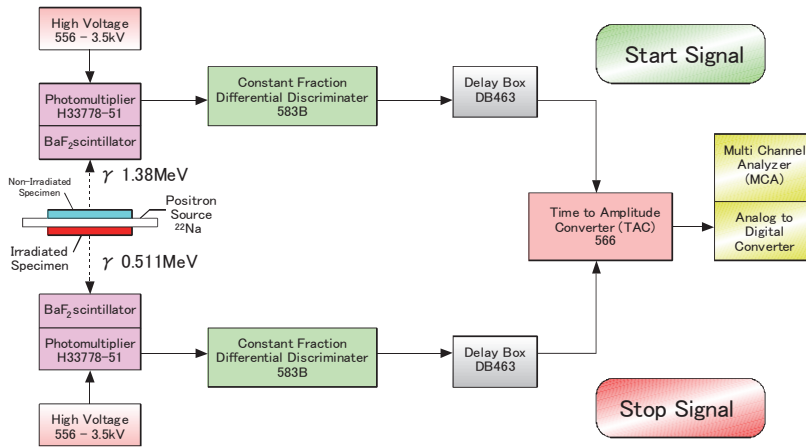 High Voltage
556 – 3.5kV
Start Signal
Photomultiplier
H33778-51
BaF₂scintillator
Constant Fraction
Differential Discriminater
583B
Delay Box
DB463
γ 1.38MeV
Non-Irradiated
Specimen
Positron
Source
²²Na
Irradiated
Specimen
γ 0.511MeV
Time to Amplitude
Converter (TAC)
566
Multi Channel
Analyzer
(MCA)
Analog to
Digital
Converter
BaF₂scintillator
Photomultiplier
H33778-51
Constant Fraction
Differential Discriminater
583B
Delay Box
DB463
High Voltage
556 – 3.5kV
Stop Signal